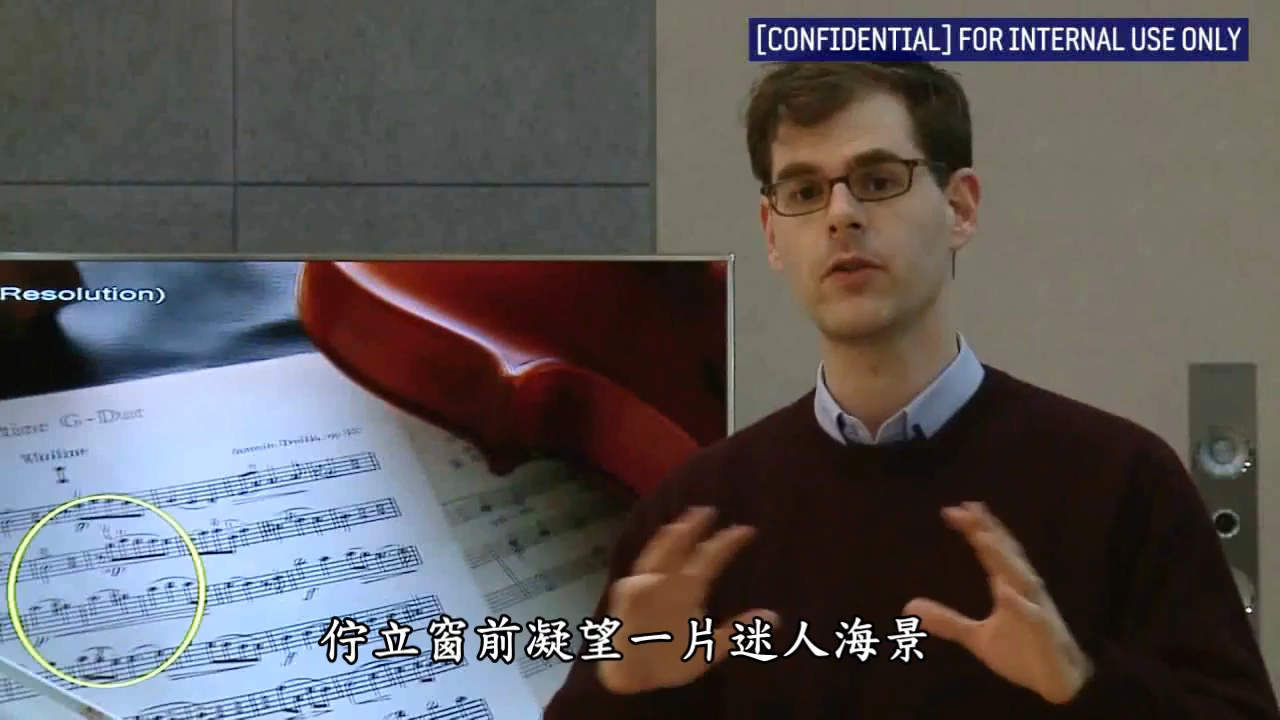 [CONFIDENTIAL] FOR INTERNAL USE ONLY
Resolution)
G-Dur
Violine
I
佇立窗前凝望一片迷人海景